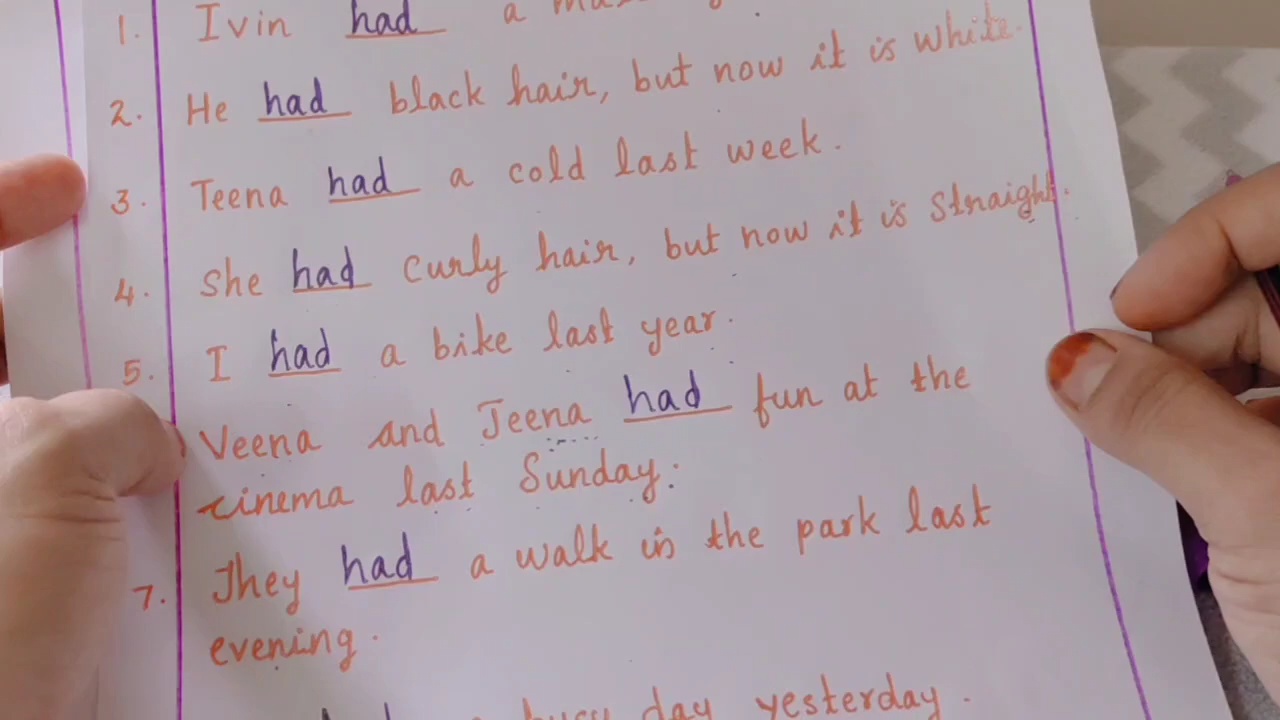 1. Ivin had a
2. He had black hair, but now it is white.
3. Teena had a cold last week.
4. She had curly hair, but now it is straight.
5. I had a bike last year.
Veena and Teena had fun at the
cinema last Sunday.
7. They had a walk in the park last
evening.
busy day yesterday.